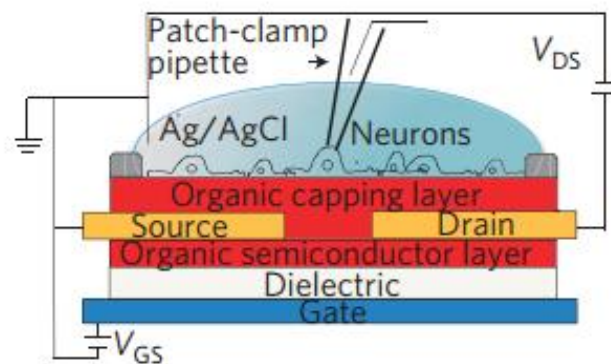 Patch-clamp
pipette
V_DS
Ag/AgCl
Neurons
Organic capping layer
Source
Drain
Organic semiconductor layer
Dielectric
Gate
V_GS